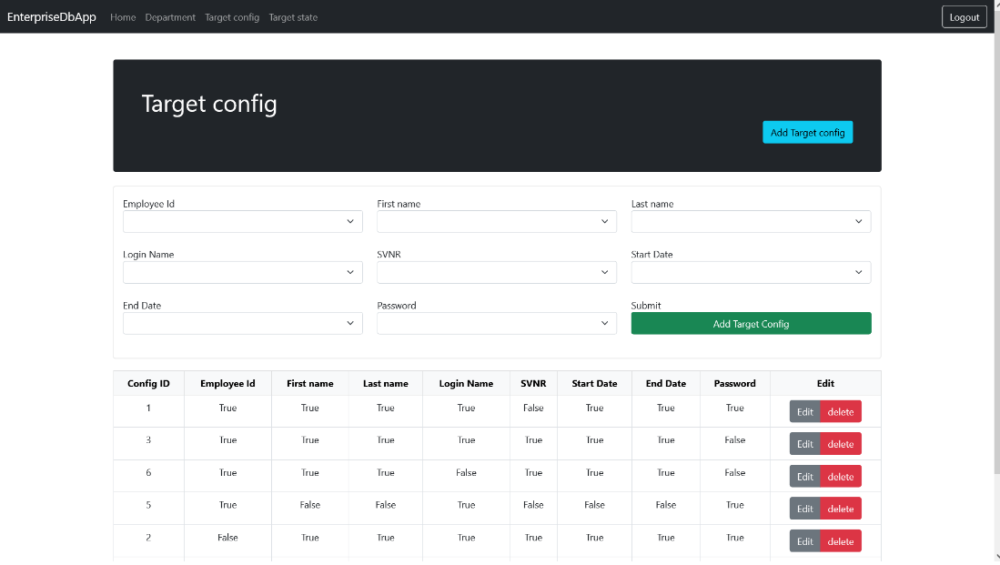 EnterpriseDbApp Home Department Target config Target state Logout
Target config
Add Target config
Employee Id First name Last name
Login Name SVNR Start Date
End Date Password Submit
Add Target Config
Config ID Employee Id First name Last name Login Name SVNR Start Date End Date Password Edit
1 True True True True False True True True Edit delete
3 True True True True True True True False Edit delete
6 True True True False True True True False Edit delete
5 True False False True False False False True Edit delete
2 False True True True True True True True Edit delete